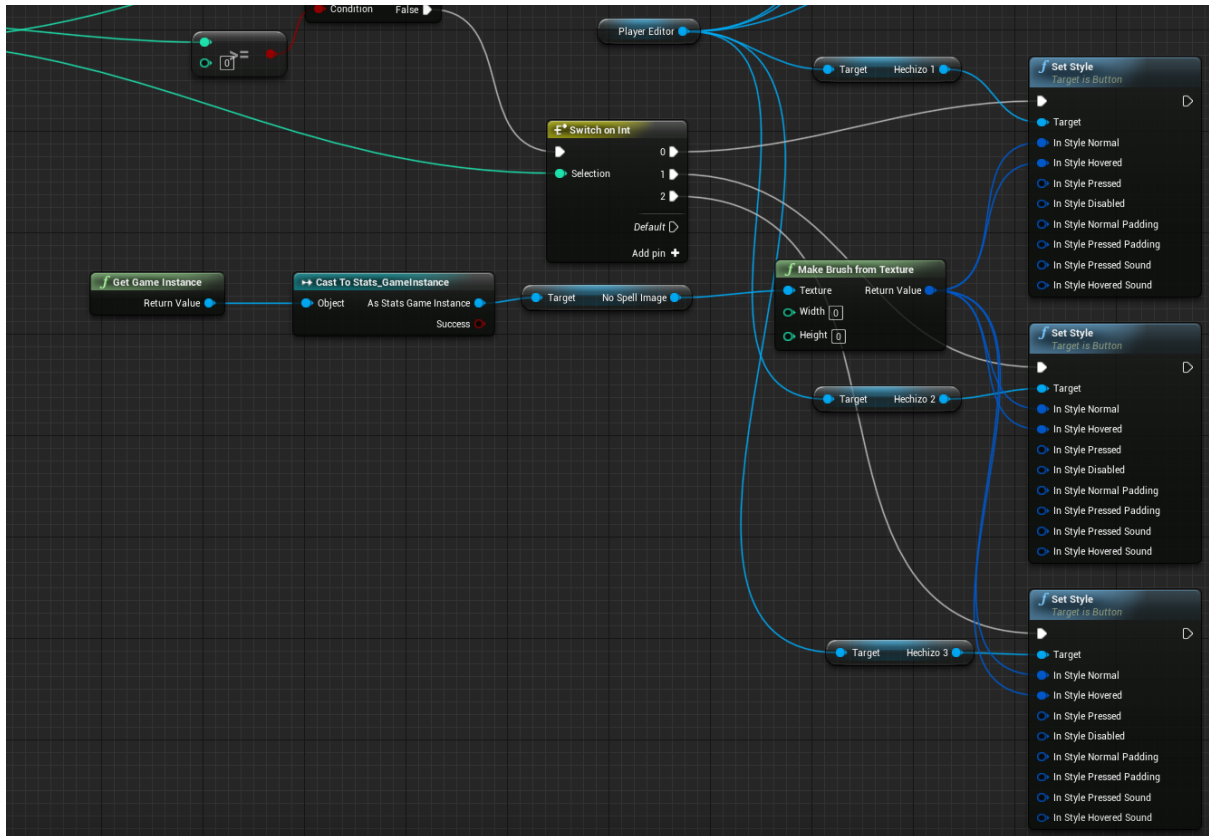 Condition False
>=
0
Player Editor
Target Hechizo 1
Set Style
Target is Button
Target
In Style Normal
In Style Hovered
In Style Pressed
In Style Disabled
In Style Normal Padding
In Style Pressed Padding
In Style Pressed Sound
In Style Hovered Sound
Switch on Int
0
Selection 1
2
Default
Add pin +
Get Game Instance
Return Value
Cast To Stats_GameInstance
Object As Stats Game Instance
Success
Target No Spell Image
Make Brush from Texture
Texture Return Value
Width 0
Height 0
Set Style
Target is Button
Target
In Style Normal
In Style Hovered
In Style Pressed
In Style Disabled
In Style Normal Padding
In Style Pressed Padding
In Style Pressed Sound
In Style Hovered Sound
Target Hechizo 2
Set Style
Target is Button
Target
In Style Normal
In Style Hovered
In Style Pressed
In Style Disabled
In Style Normal Padding
In Style Pressed Padding
In Style Pressed Sound
In Style Hovered Sound
Target Hechizo 3